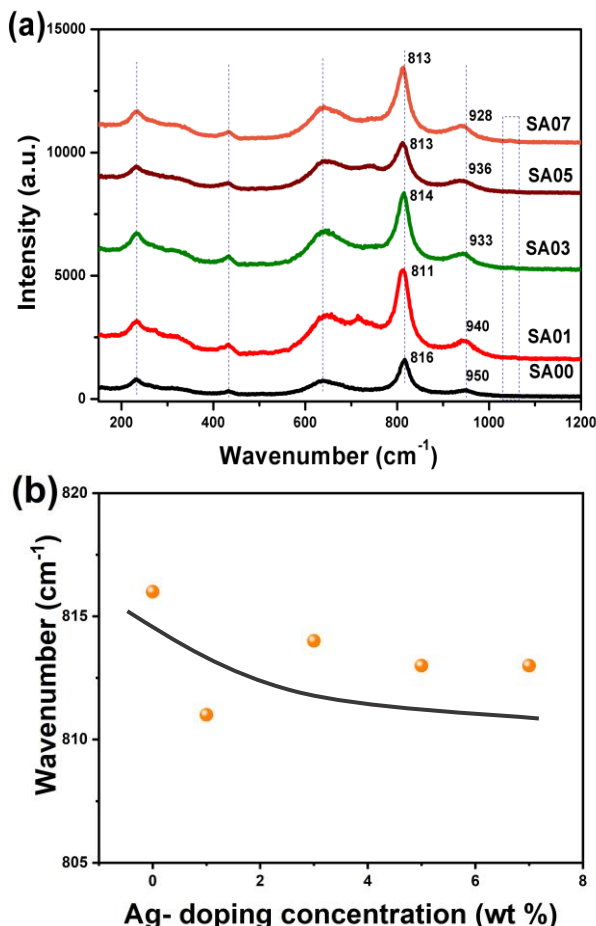 (a)
15000
10000
5000
0
Intensity (a.u.)
813
928
SA07
813
936
SA05
814
933
SA03
811
940
SA01
816
950
SA00
200 400 600 800 1000 1200
Wavenumber (cm-1)
(b)
820
815
810
805
Wavenumber (cm-1)
0 2 4 6 8
Ag- doping concentration (wt %)